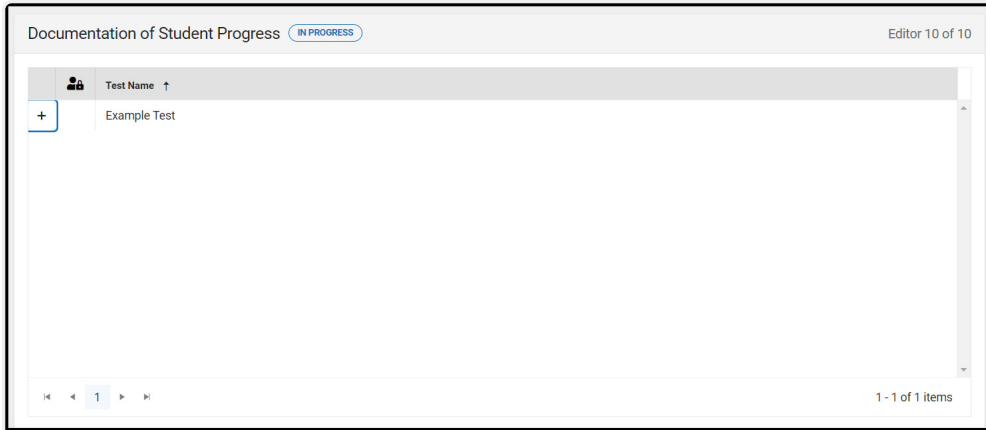 Documentation of Student Progress IN PROGRESS Editor 10 of 10
Test Name ↑
+ Example Test
1 1 - 1 of 1 items